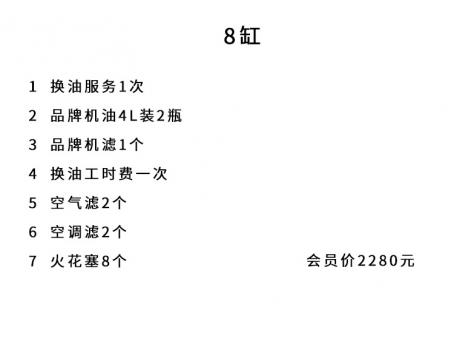 8缸
1 换油服务1次
2 品牌机油4L装2瓶
3 品牌机滤1个
4 换油工时费一次
5 空气滤2个
6 空调滤2个
7 火花塞8个 会员价2280元